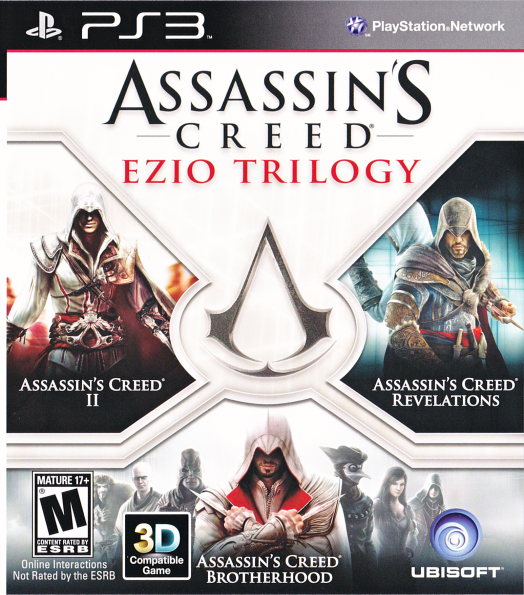 PS3™
PlayStation®Network
ASSASSIN'S
CREED®
EZIO TRILOGY
ASSASSIN'S CREED®
II
ASSASSIN'S CREED®
REVELATIONS
MATURE 17+
M®
CONTENT RATED BY
ESRB
Online Interactions
Not Rated by the ESRB
3D
Compatible
Game
ASSASSIN'S CREED®
BROTHERHOOD
UBISOFT®